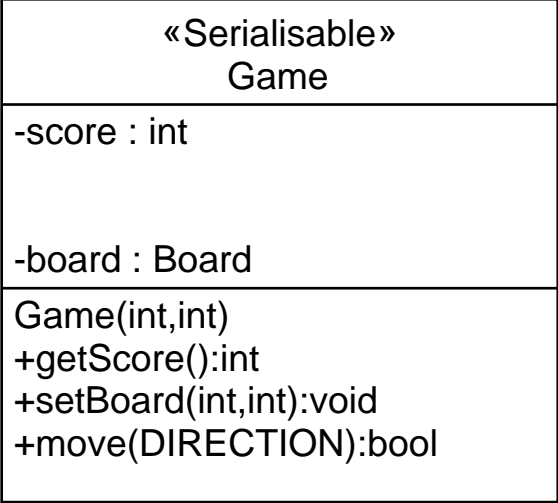 «Serialisable»
Game
-score : int
-board : Board
Game(int,int)
+getScore():int
+setBoard(int,int):void
+move(DIRECTION):bool